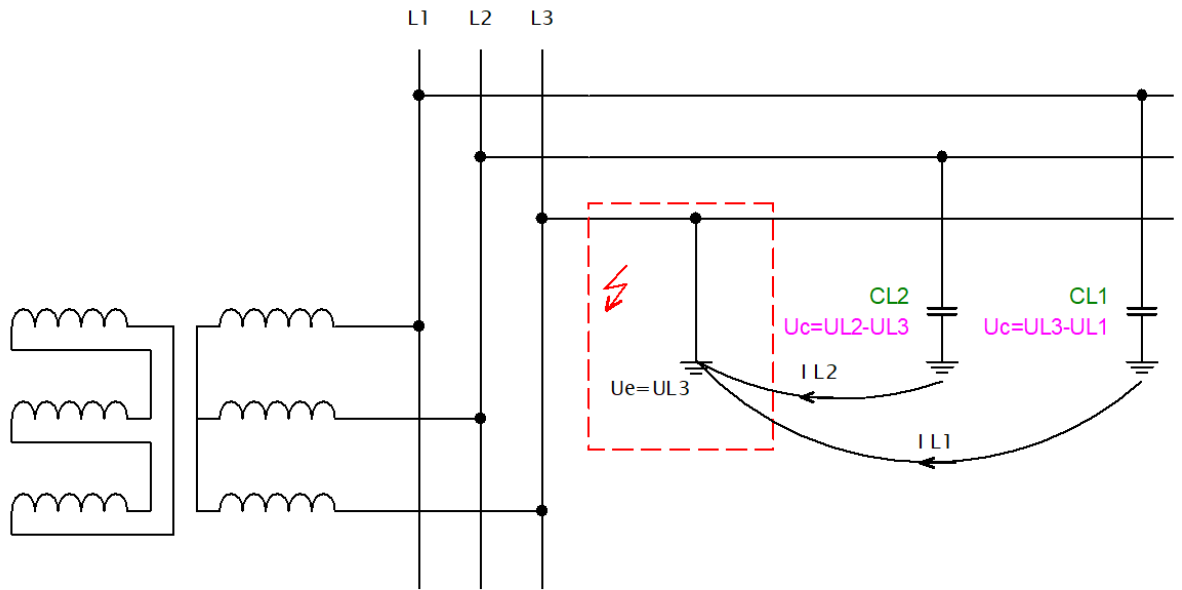 L1 L2 L3
CL2
Uc=UL2-UL3
CL1
Uc=UL3-UL1
Ue=UL3
I L2
I L1